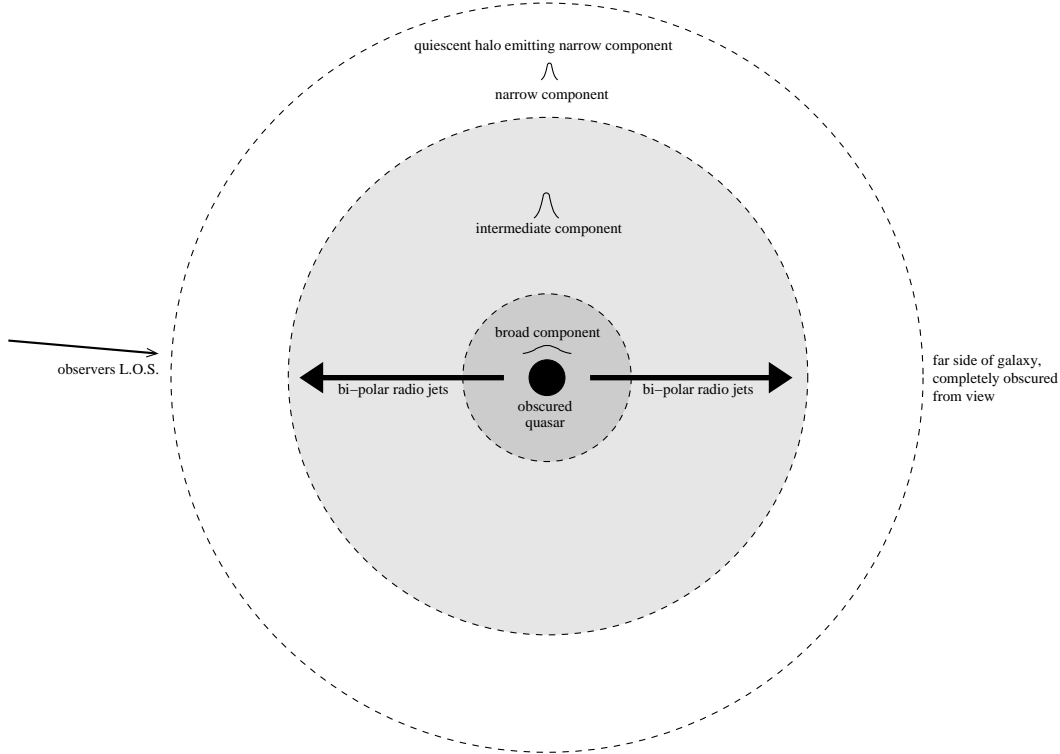 quiescent halo emitting narrow component
narrow component
intermediate component
broad component
observers L.O.S.
bi−polar radio jets
bi−polar radio jets
obscured
quasar
far side of galaxy,
completely obscured
from view